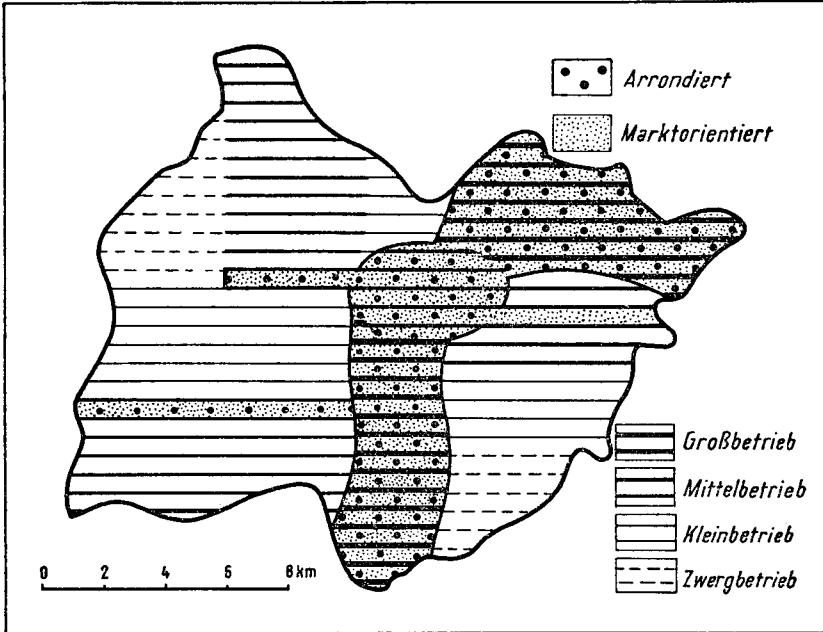 Arrondiert
Marktorientiert
Großbetrieb
Mittelbetrieb
Kleinbetrieb
Zwergbetrieb
0 2 4 6 8 km